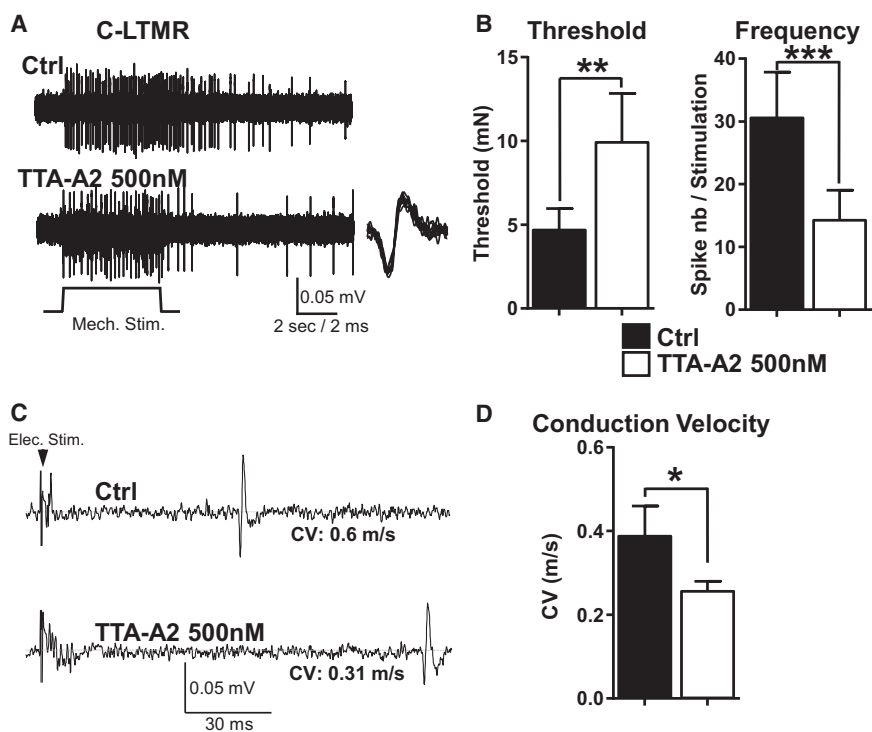 A
C-LTMR
Ctrl
TTA-A2 500nM
0.05 mV
2 sec / 2 ms
Mech. Stim.
B
Threshold
Threshold (mN)
15
10
5
0
**
Frequency
Spike nb / Stimulation
40
30
20
10
0
***
Ctrl
TTA-A2 500nM
C
Elec. Stim.
Ctrl
CV: 0.6 m/s
TTA-A2 500nM
CV: 0.31 m/s
0.05 mV
30 ms
D
Conduction Velocity
CV (m/s)
0.6
0.4
0.2
0.0
*